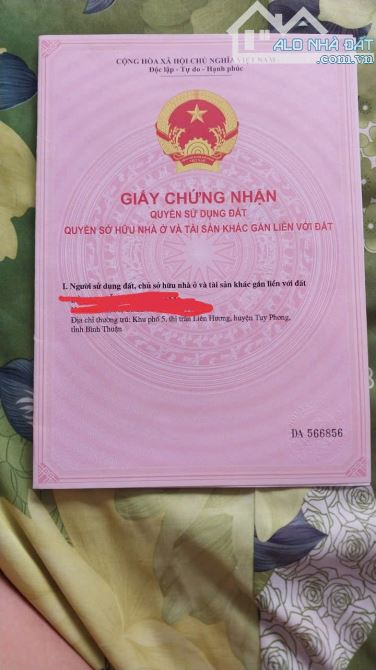 ALO NHÀ ĐẤT
.com.vn
CỘNG HÒA XÃ HỘI CHỦ NGHĨA VIỆT NAM
Độc lập - Tự do - Hạnh phúc
GIẤY CHỨNG NHẬN
QUYỀN SỬ DỤNG ĐẤT
QUYỀN SỞ HỮU NHÀ Ở VÀ TÀI SẢN KHÁC GẮN LIỀN VỚI ĐẤT
I. Người sử dụng đất, chủ sở hữu nhà ở và tài sản khác gắn liền với đất
Địa chỉ thường trú: Khu phố 5, thị trấn Liên Hương, huyện Tuy Phong,
tỉnh Bình Thuận
DA 566856